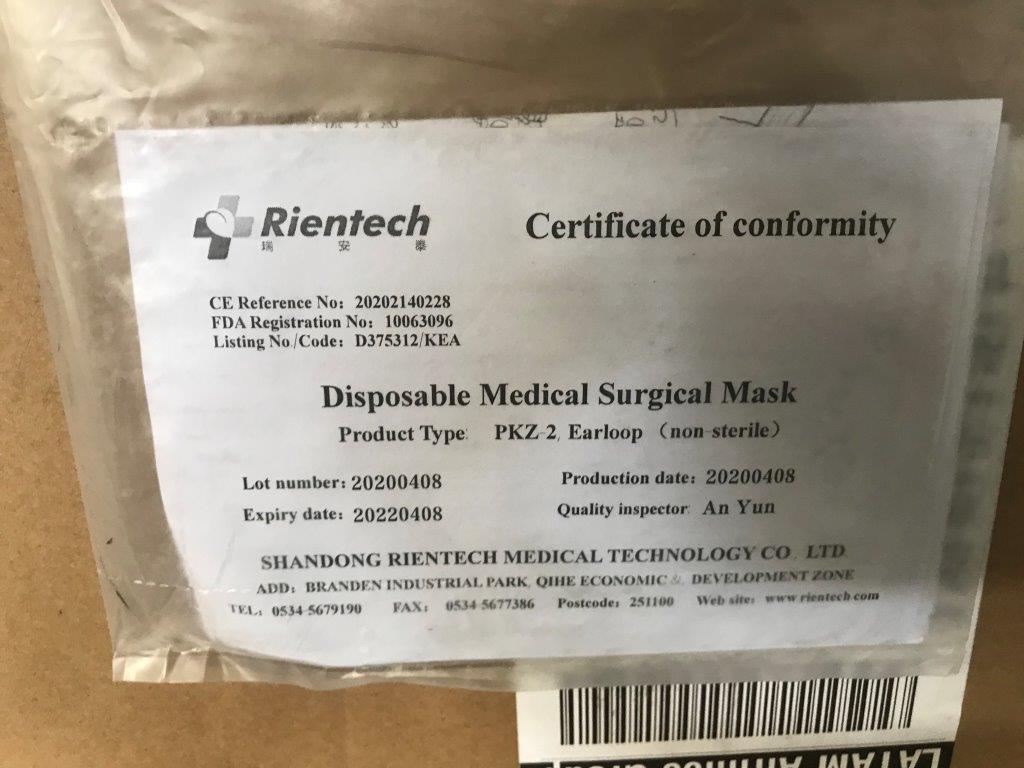 Rientech
瑞安泰
Certificate of conformity
CE Reference No: 20202140228
FDA Registration No: 10063096
Listing No./Code: D375312/KEA
Disposable Medical Surgical Mask
Product Type: PKZ-2, Earloop (non-sterile)
Lot number: 20200408
Production date: 20200408
Expiry date: 20220408
Quality inspector: An Yun
SHANDONG RIENTECH MEDICAL TECHNOLOGY CO. LTD
ADD: BRANDEN INDUSTRIAL PARK, QIHE ECONOMIC & DEVELOPMENT ZONE
TEL: 0534-5679190 FAX: 0534-5677386 Postcode: 251100 Web site: www.rientech.com
LATAM